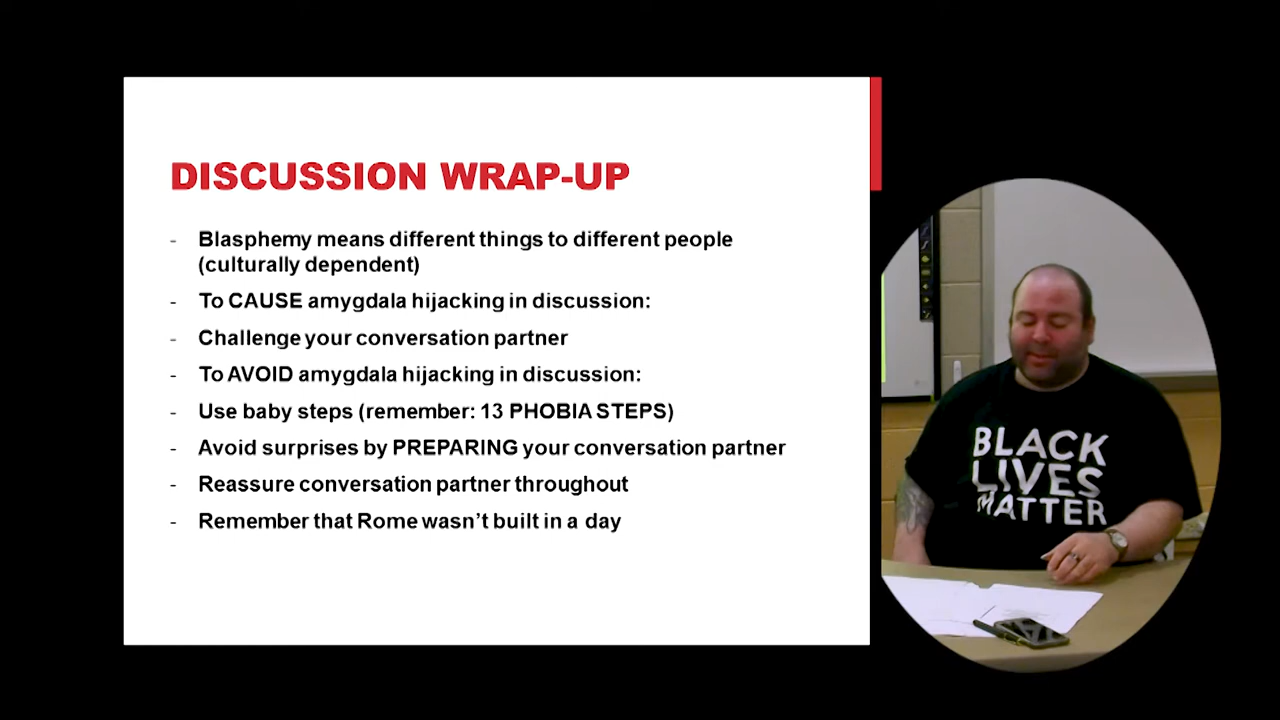 DISCUSSION WRAP-UP
- Blasphemy means different things to different people
(culturally dependent)
- To CAUSE amygdala hijacking in discussion:
- Challenge your conversation partner
- To AVOID amygdala hijacking in discussion:
- Use baby steps (remember: 13 PHOBIA STEPS)
- Avoid surprises by PREPARING your conversation partner
- Reassure conversation partner throughout
- Remember that Rome wasn't built in a day
BLACK
LIVES
MATTER